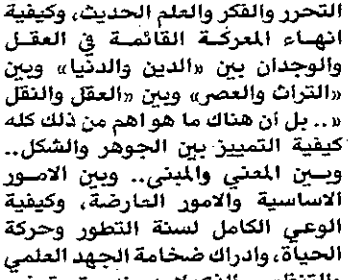 التحرر والفكر والعلم الحديث، وكيفية
انهاء المعركة القائمة في العقل
والوجدان بين «الدين والدنيا» وبين
«التراث والعصر» وبين «العقل والنقل
».. بل ان هناك ما هو اهم من ذلك كله
كيفية التمييز بين الجوهر والشكل..
وبين المعني والمبنى.. وبين الامور
الاساسية والامور العارضة، وكيفية
الوعي الكامل لسنة التطور وحركة
الحياة، وادراك ضخامة الجهد العلمي